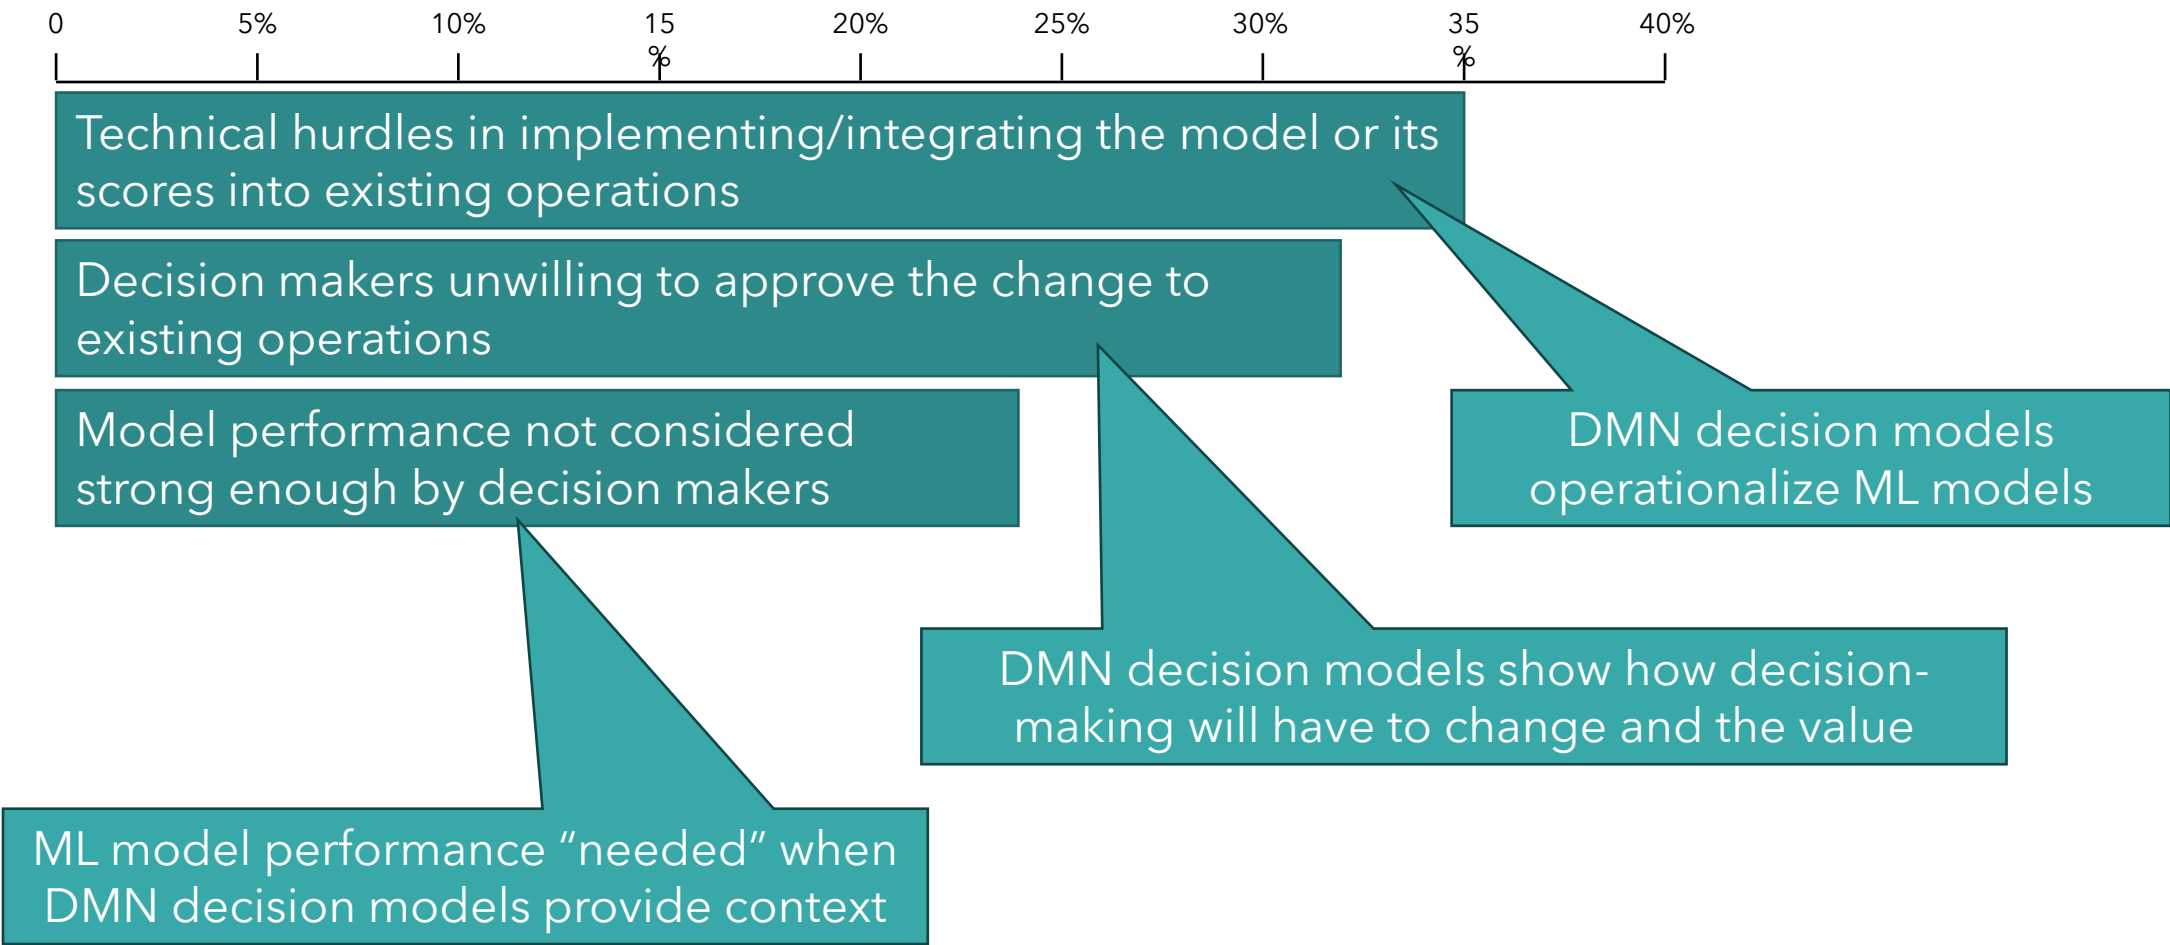 0 5% 10% 15 % 20% 25% 30% 35 % 40%
Technical hurdles in implementing/integrating the model or its
scores into existing operations
Decision makers unwilling to approve the change to
existing operations
Model performance not considered
strong enough by decision makers
DMN decision models
operationalize ML models
DMN decision models show how decision-
making will have to change and the value
ML model performance “needed” when
DMN decision models provide context